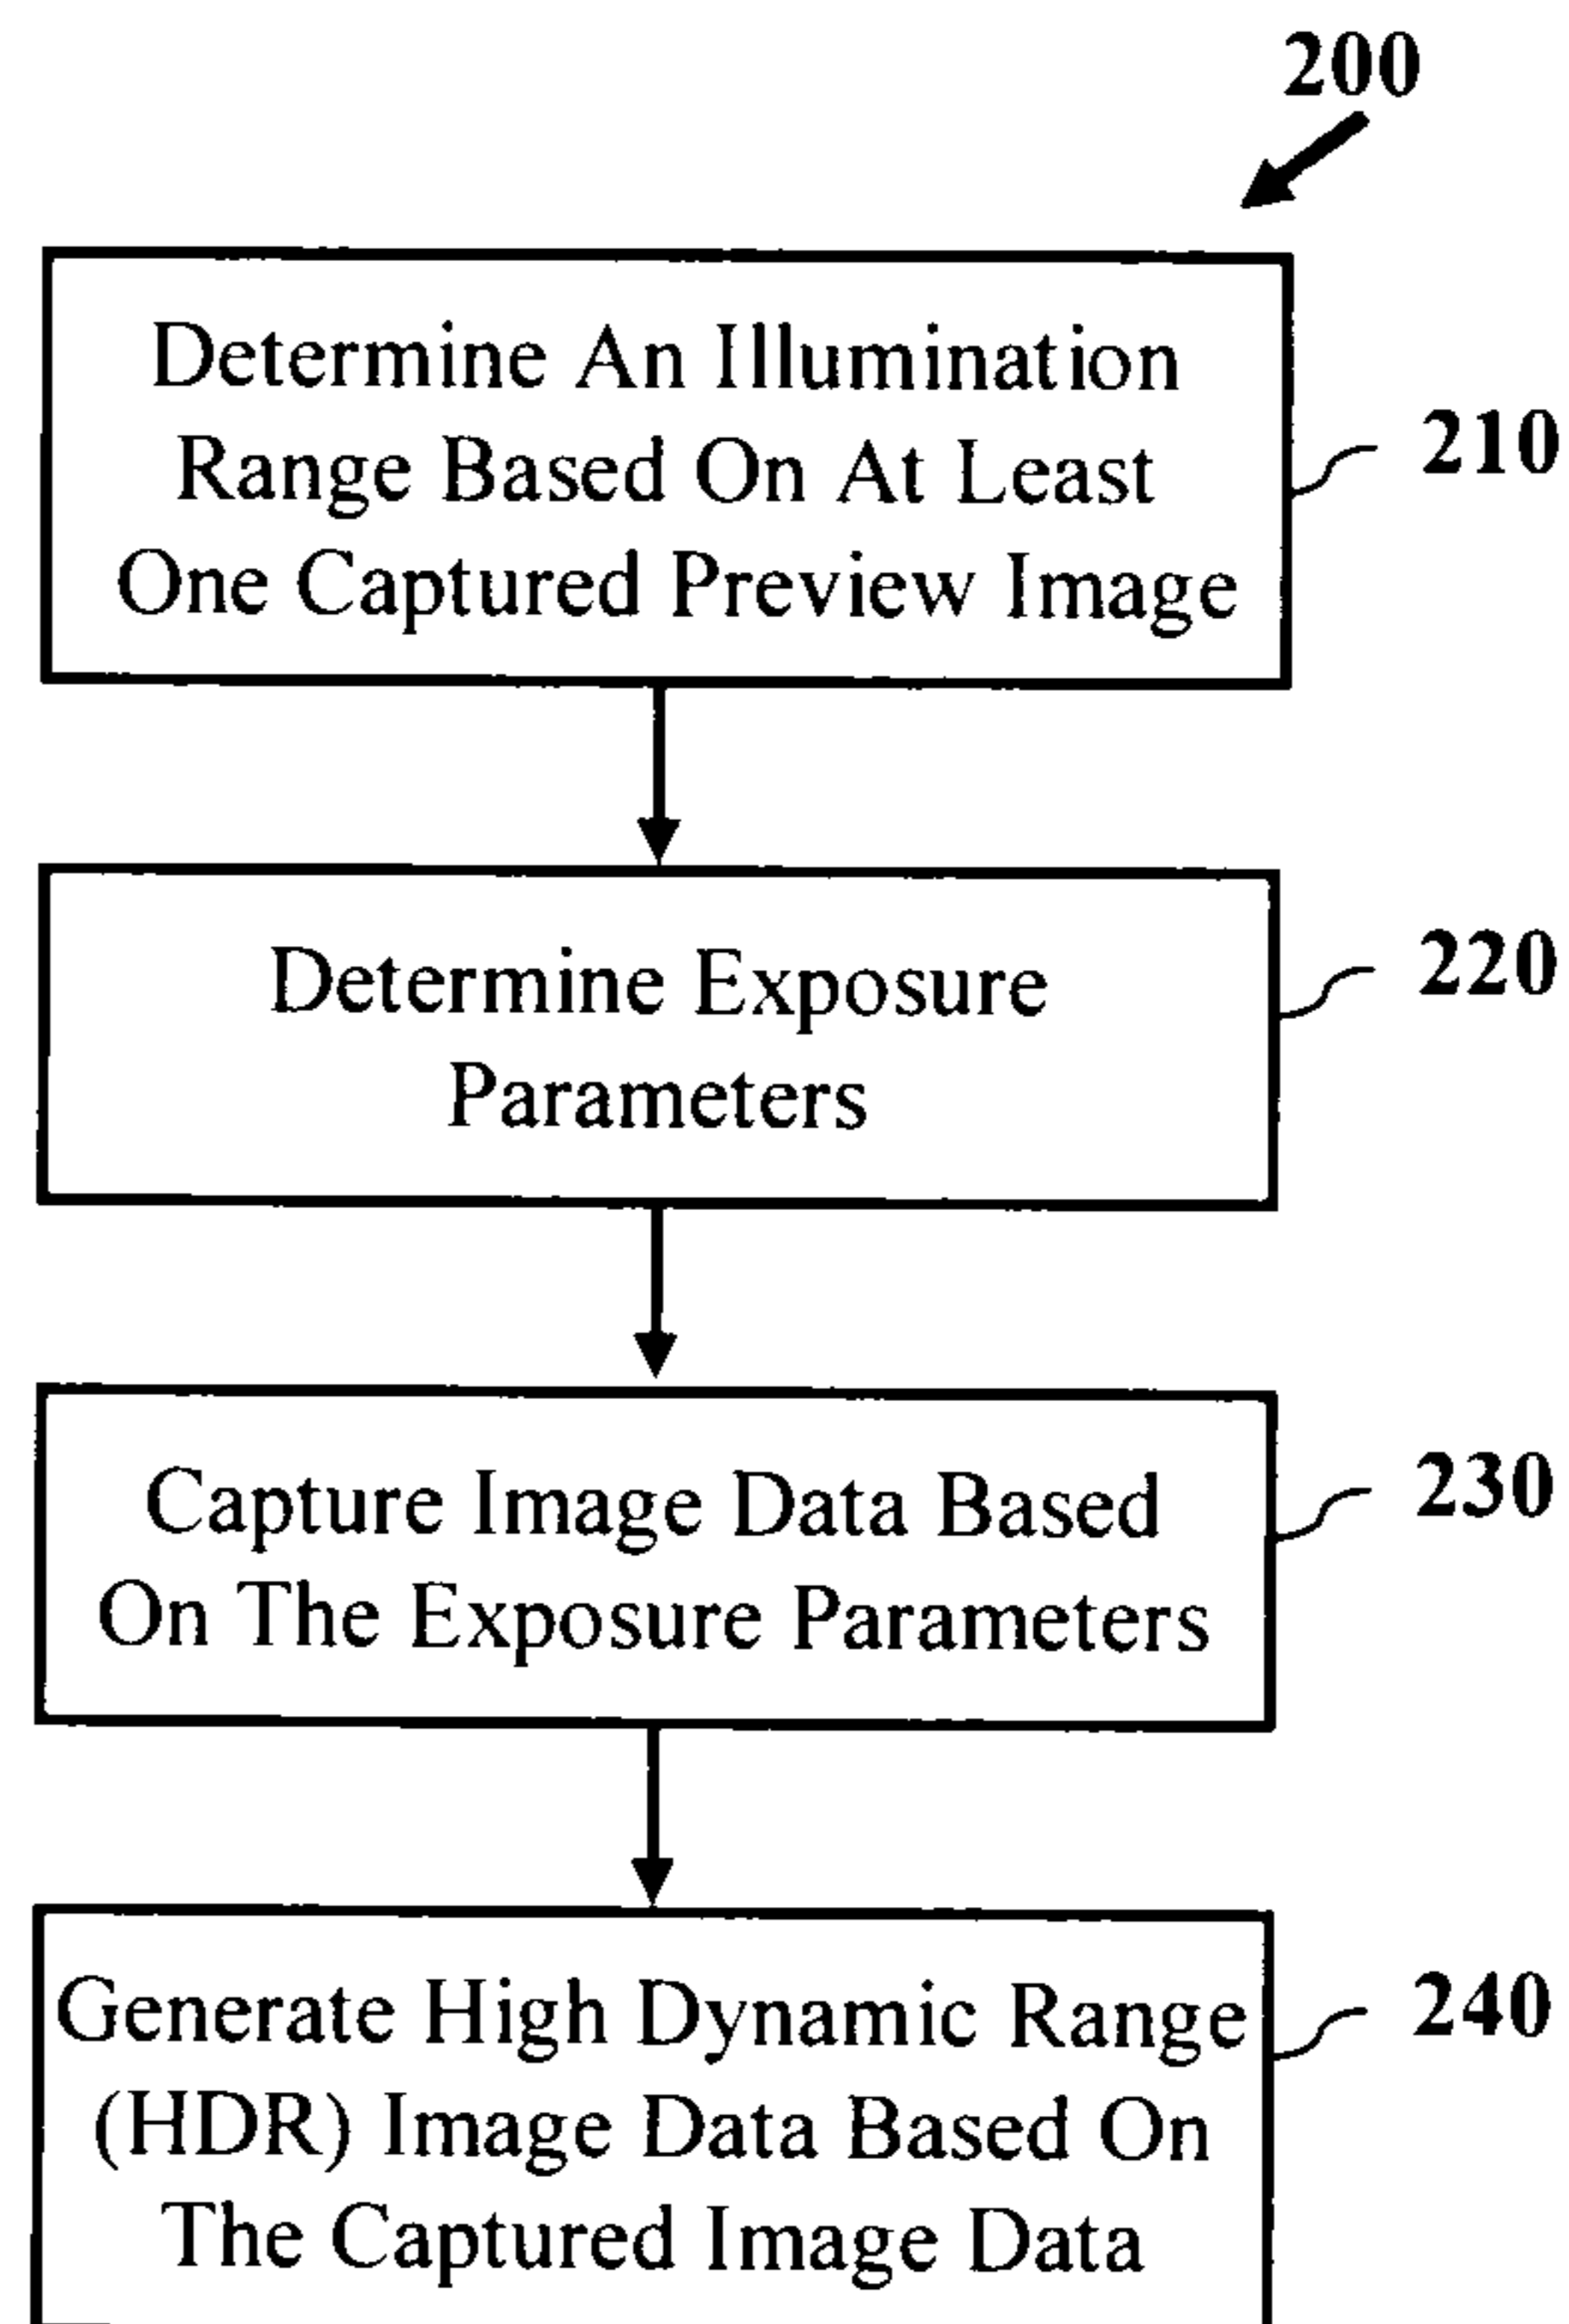 200
Determine An Illumination
Range Based On At Least
One Captured Preview Image
210
Determine Exposure
Parameters
220
Capture Image Data Based
On The Exposure Parameters
230
Generate High Dynamic Range
(HDR) Image Data Based On
The Captured Image Data
240